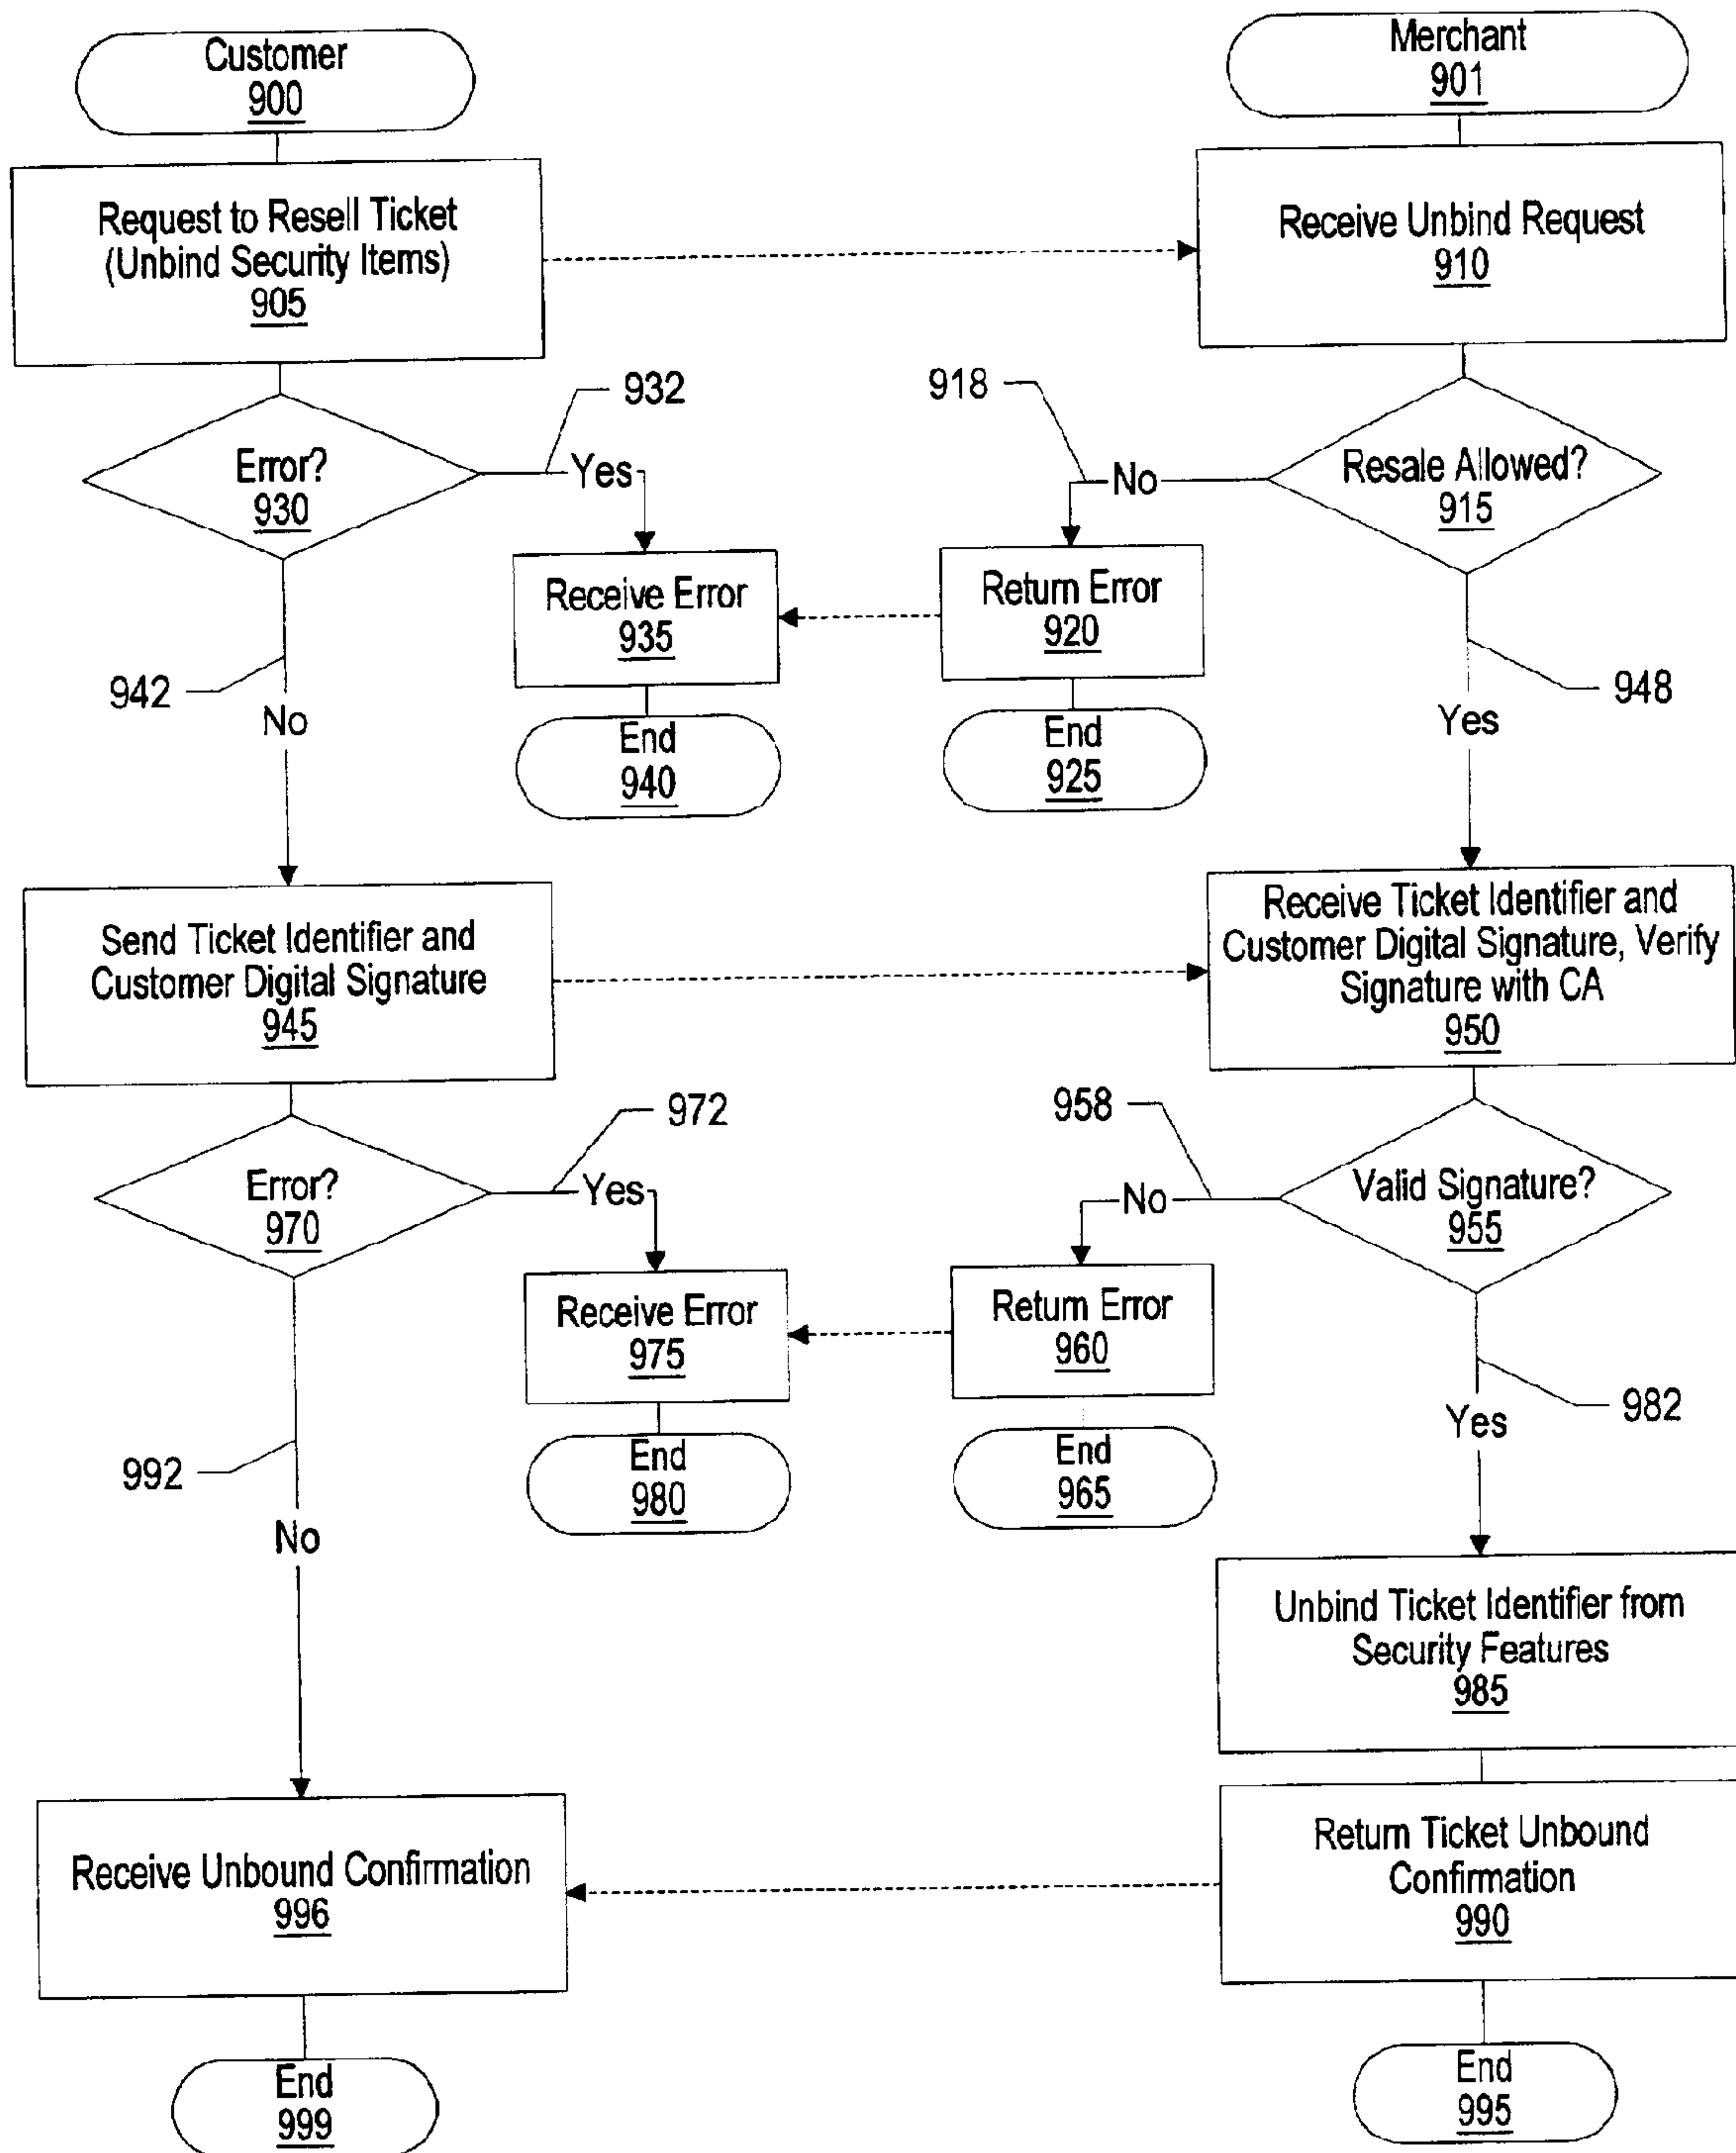 Customer
900
Merchant
901
Request to Resell Ticket
(Unbind Security Items)
905
Receive Unbind Request
910
932
918
Error?
930
Yes
No
Resale Allowed?
915
Receive Error
935
Return Error
920
942
No
948
Yes
End
940
End
925
Send Ticket Identifier and
Customer Digital Signature
945
Receive Ticket Identifier and
Customer Digital Signature, Verify
Signature with CA
950
972
958
Error?
970
Yes
No
Valid Signature?
955
Receive Error
975
Return Error
960
992
No
982
Yes
End
980
End
965
Unbind Ticket Identifier from
Security Features
985
Receive Unbound Confirmation
996
Return Ticket Unbound
Confirmation
990
End
999
End
995